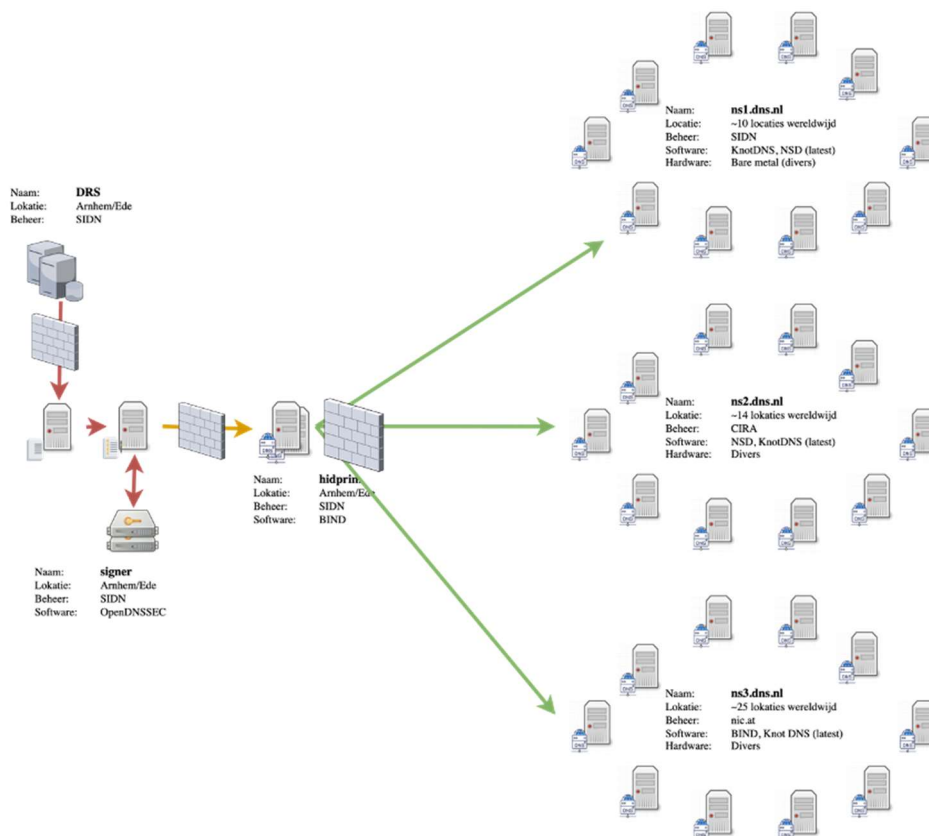 Naam: DRS
Lokatie: Arnhem/Ede
Beheer: SIDN
Naam: signer
Lokatie: Arnhem/Ede
Beheer: SIDN
Software: OpenDNSSEC
Naam: hidprim
Lokatie: Arnhem/Ede
Beheer: SIDN
Software: BIND
Naam: ns1.dns.nl
Locatie: ~10 locaties wereldwijd
Beheer: SIDN
Software: KnotDNS, NSD (latest)
Hardware: Bare metal (divers)
Naam: ns2.dns.nl
Lokatie: ~14 lokaties wereldwijd
Beheer: CIRA
Software: NSD, KnotDNS (latest)
Hardware: Divers
Naam: ns3.dns.nl
Lokatie: ~25 lokaties wereldwijd
Beheer: nic.at
Software: BIND, Knot DNS (latest)
Hardware: Divers